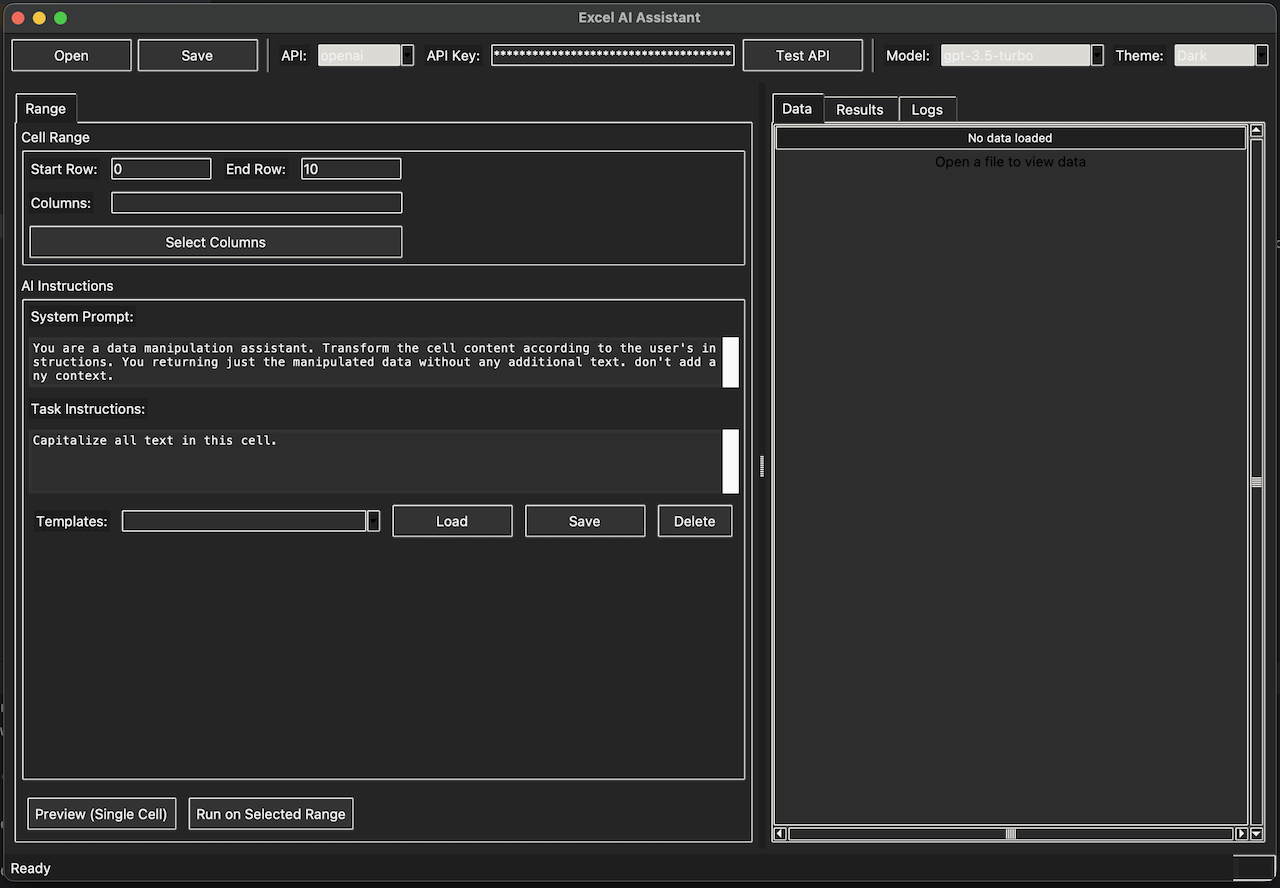 Excel AI Assistant
Open Save API: openai API Key: ************************************* Test API Model: gpt-3.5-turbo Theme: Dark
Range
Cell Range
Start Row: 0 End Row: 10
Columns:
Select Columns
AI Instructions
System Prompt:
You are a data manipulation assistant. Transform the cell content according to the user's in
structions. You returning just the manipulated data without any additional text. don't add a
ny context.
Task Instructions:
Capitalize all text in this cell.
Templates: Load Save Delete
Preview (Single Cell) Run on Selected Range
Data Results Logs
No data loaded
Open a file to view data
Ready